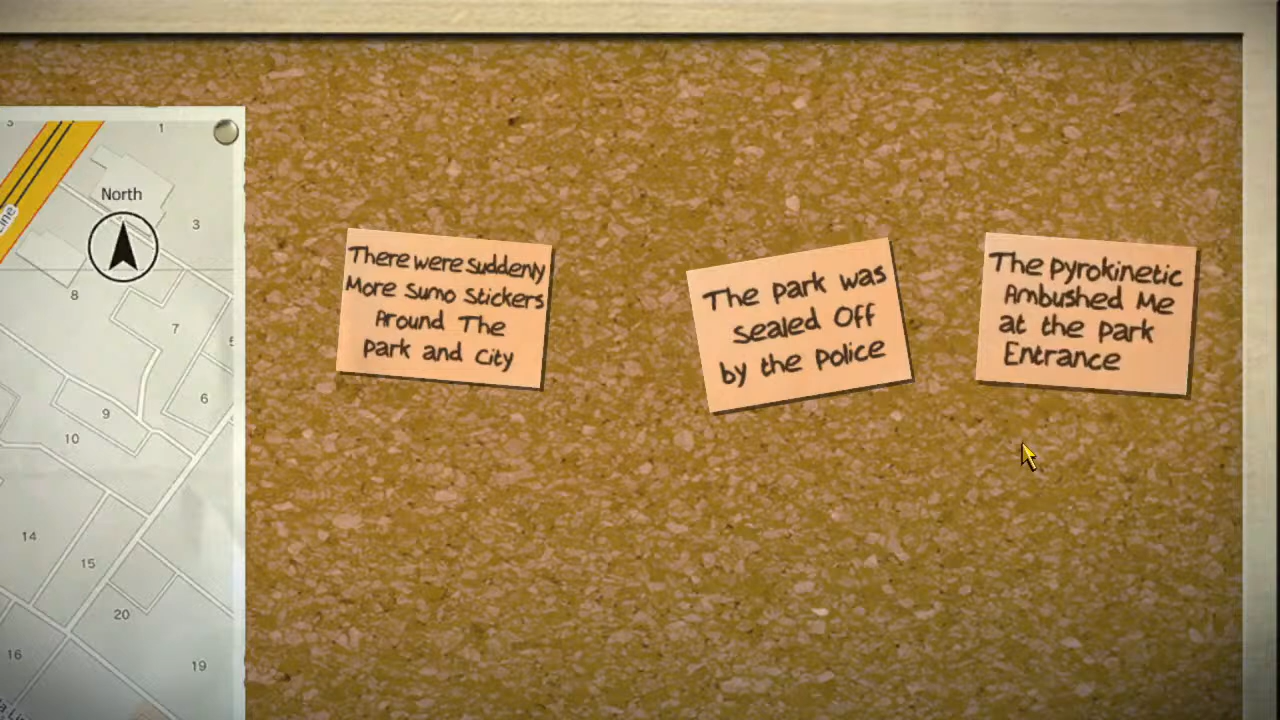 3
1
North
Line
3
8
7
5
6
9
10
14
15
20
16
19
There were suddenly
More Sumo Stickers
Around The
Park and City
The park was
sealed Off
by the police
The pyrokinetic
Ambushed Me
at the park
Entrance